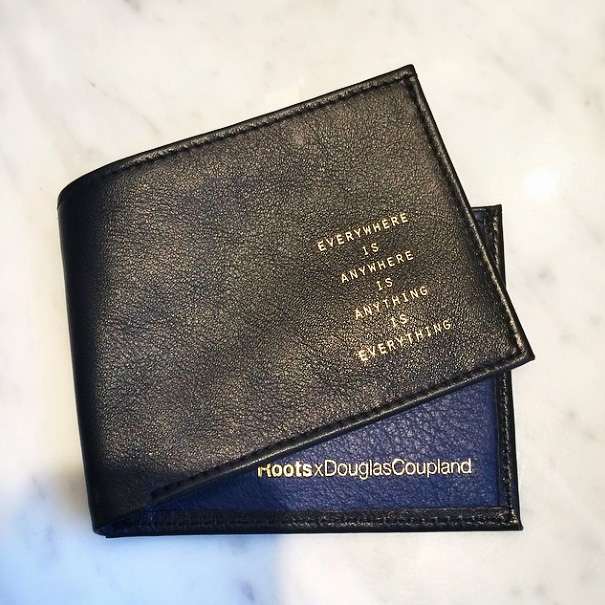 EVERYWHERE
IS
ANYWHERE
IS
ANYTHING
IS
EVERYTHING
RootsxDouglasCoupland